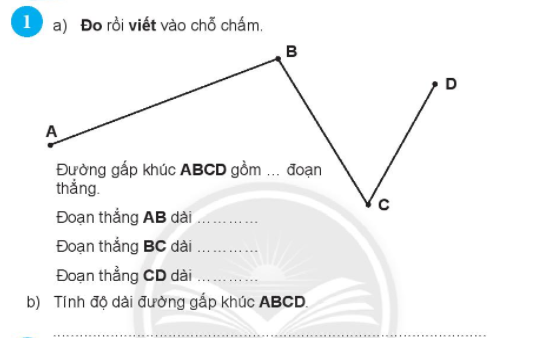 1 a) Đo rồi viết vào chỗ chấm.
B
D
A
Đường gấp khúc ABCD gồm ... đoạn
thẳng.
C
Đoạn thẳng AB dài ............
Đoạn thẳng BC dài ............
Đoạn thẳng CD dài ............
b) Tính độ dài đường gấp khúc ABCD.
................................................................................